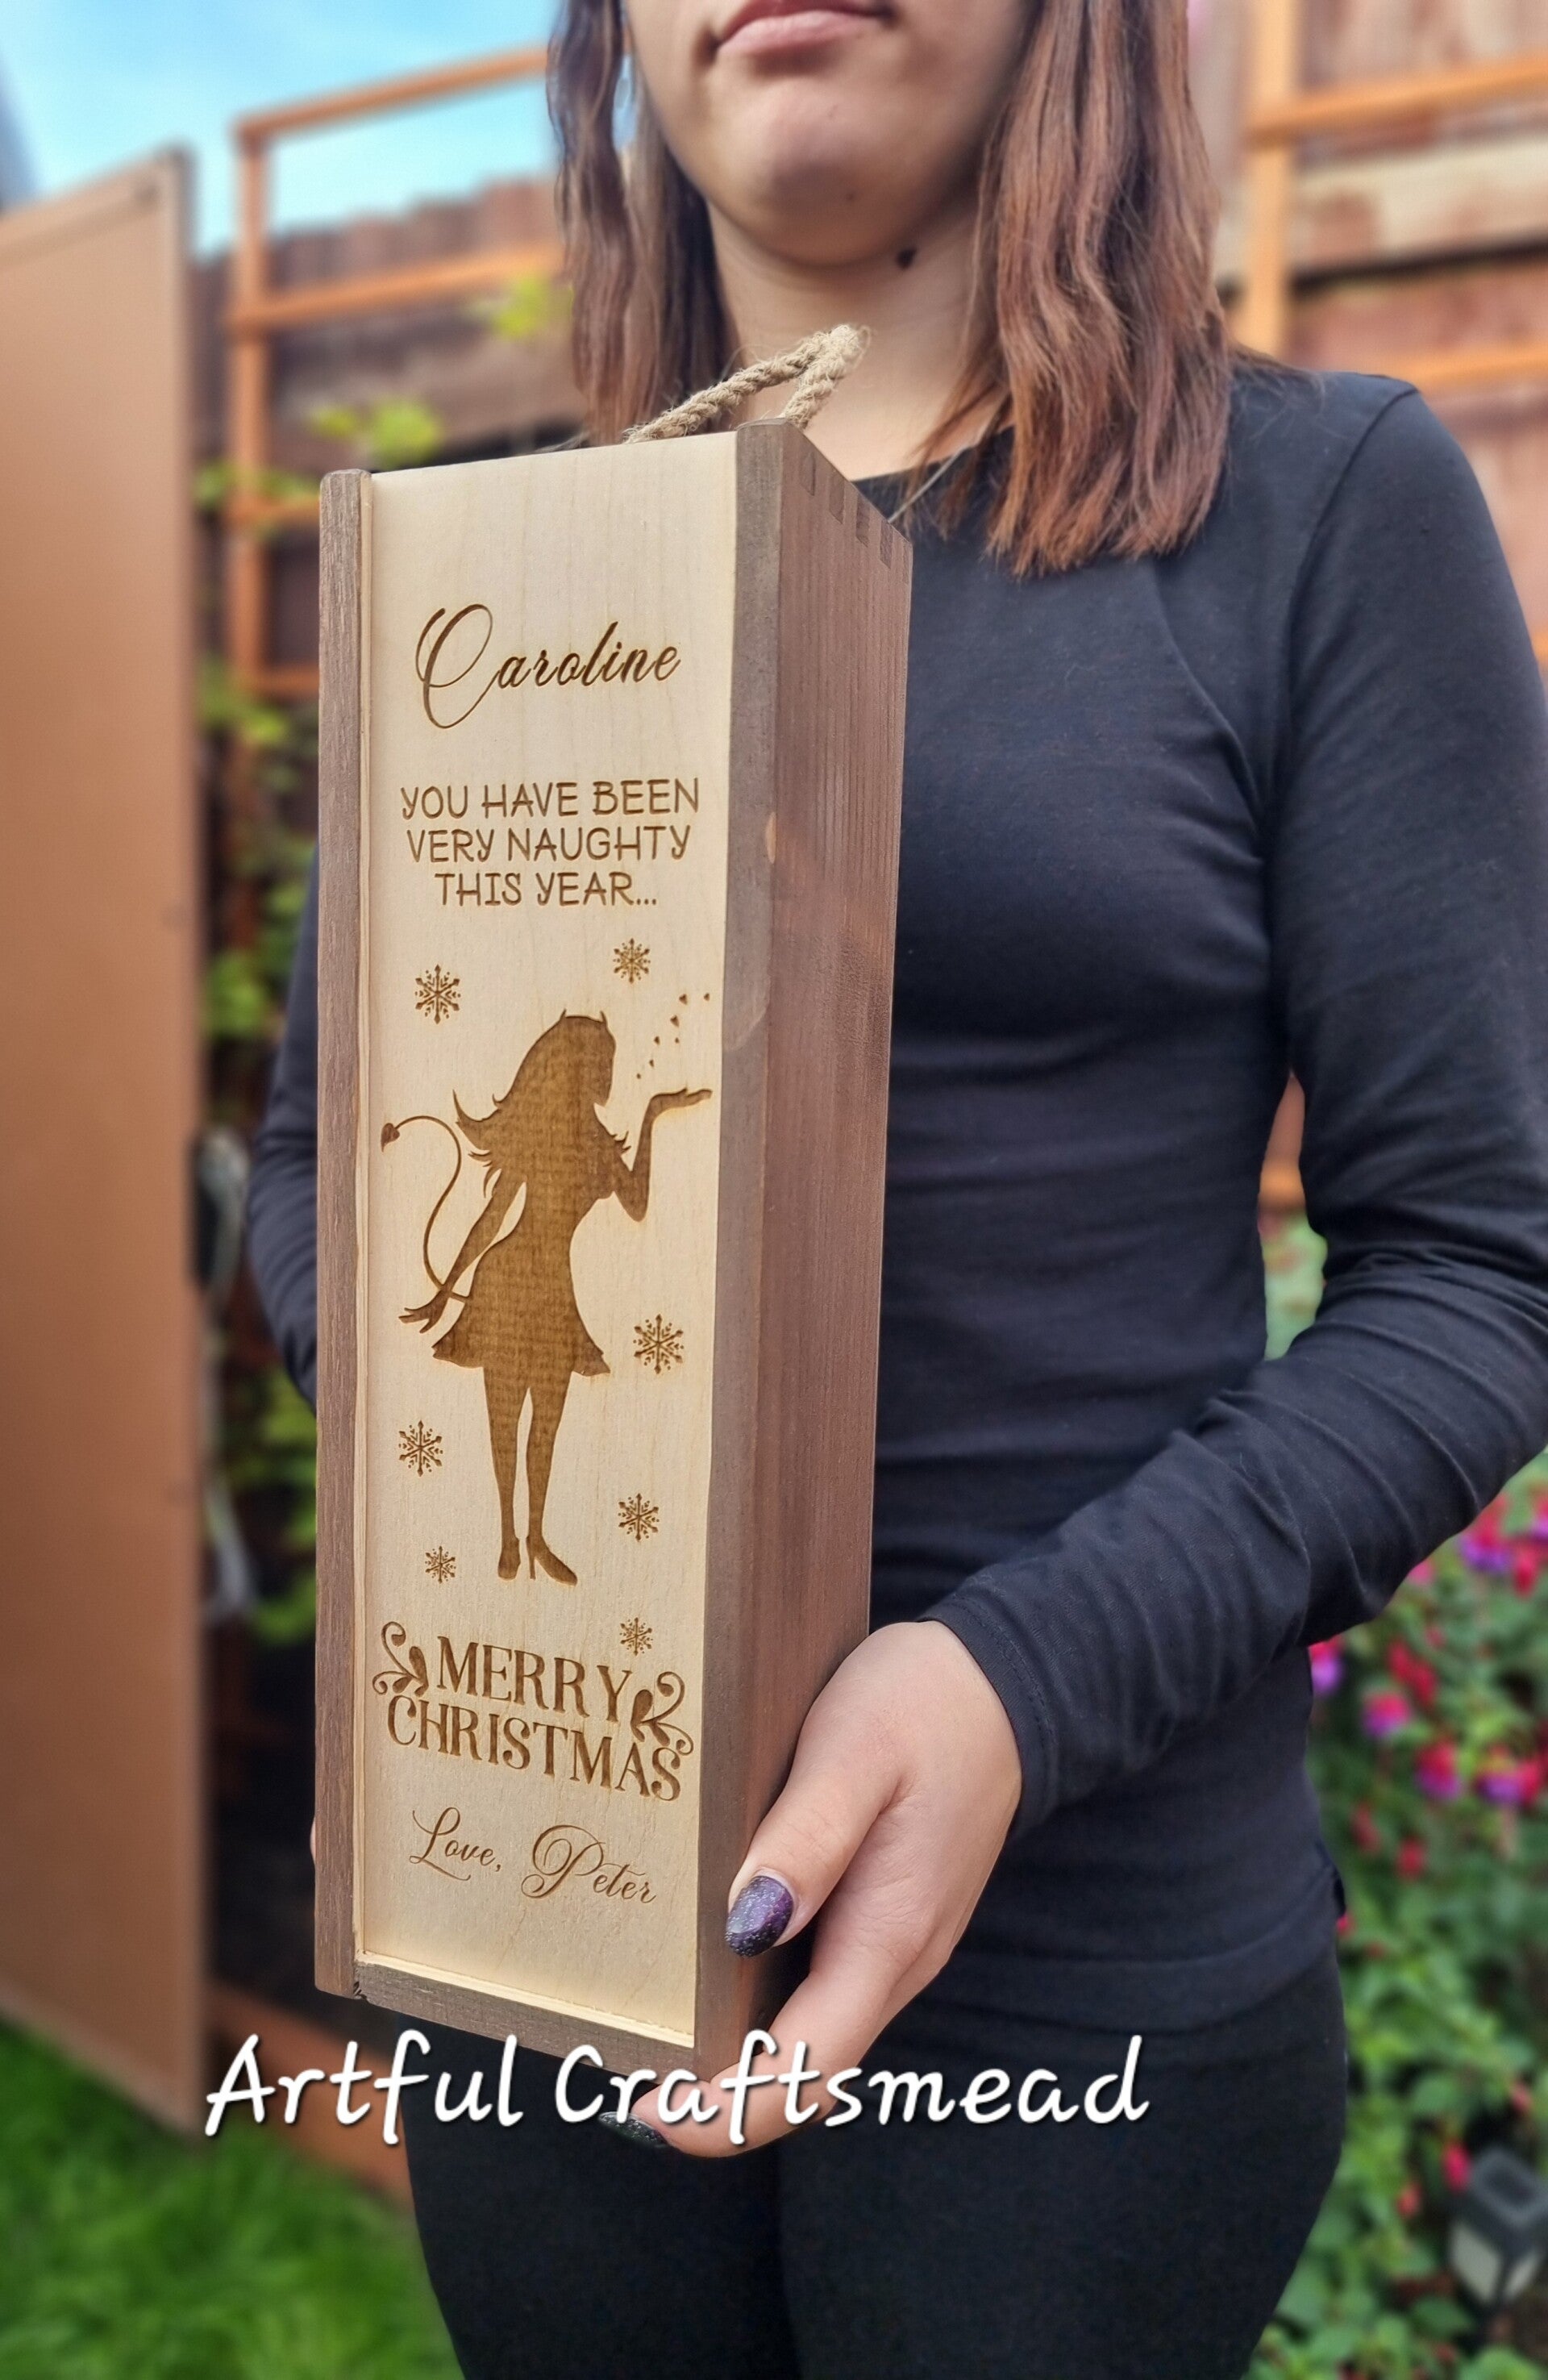 Caroline
YOU HAVE BEEN
VERY NAUGHTY
THIS YEAR...
MERRY
CHRISTMAS
Love, Peter
Artful Craftsmead